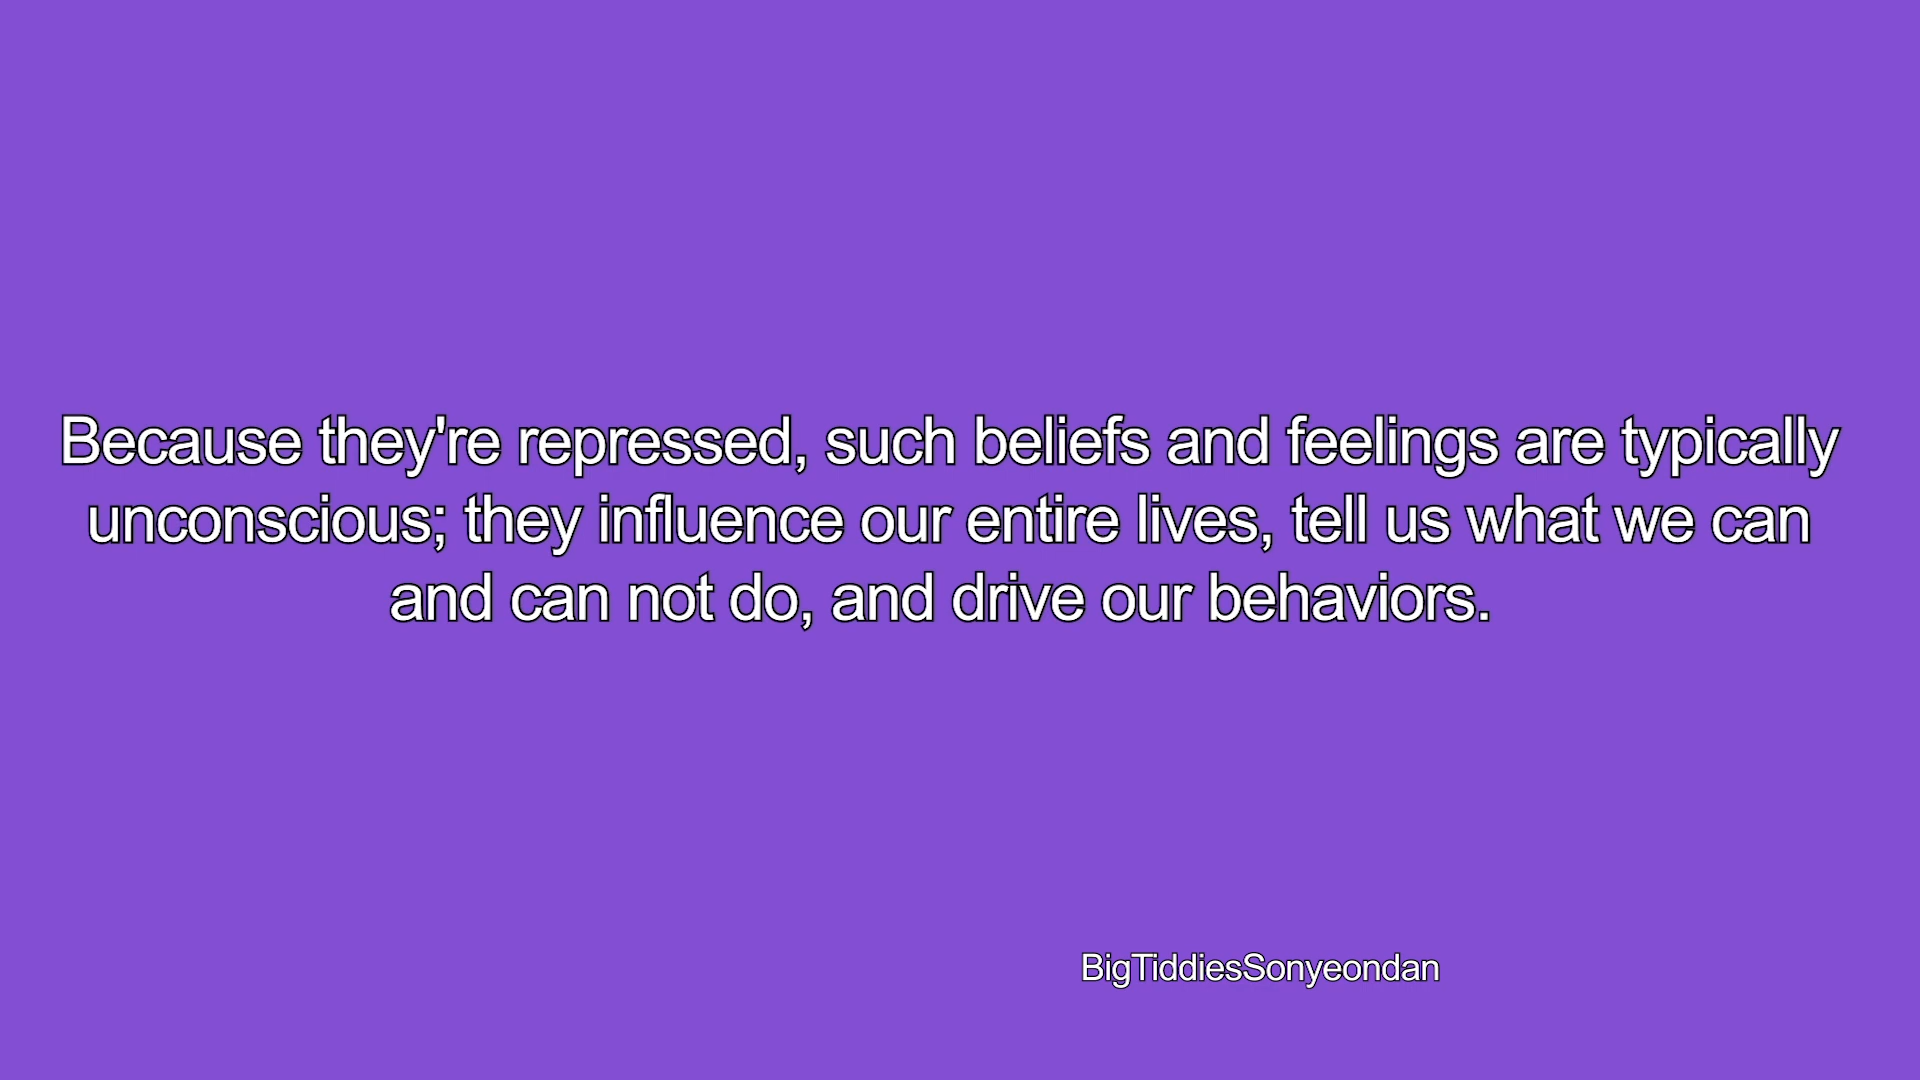 Because they're repressed, such beliefs and feelings are typically
unconscious; they influence our entire lives, tell us what we can
and can not do, and drive our behaviors.
BigTiddiesSonyeondan